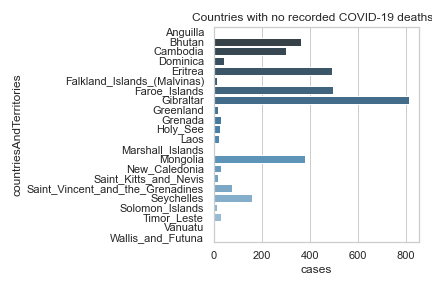 Countries with no recorded COVID-19 deaths
countriesAndTerritories
Anguilla
Bhutan
Cambodia
Dominica
Eritrea
Falkland_Islands_(Malvinas)
Faroe_Islands
Gibraltar
Greenland
Grenada
Holy_See
Laos
Marshall_Islands
Mongolia
New_Caledonia
Saint_Kitts_and_Nevis
Saint_Vincent_and_the_Grenadines
Seychelles
Solomon_Islands
Timor_Leste
Vanuatu
Wallis_and_Futuna
0 200 400 600 800
cases